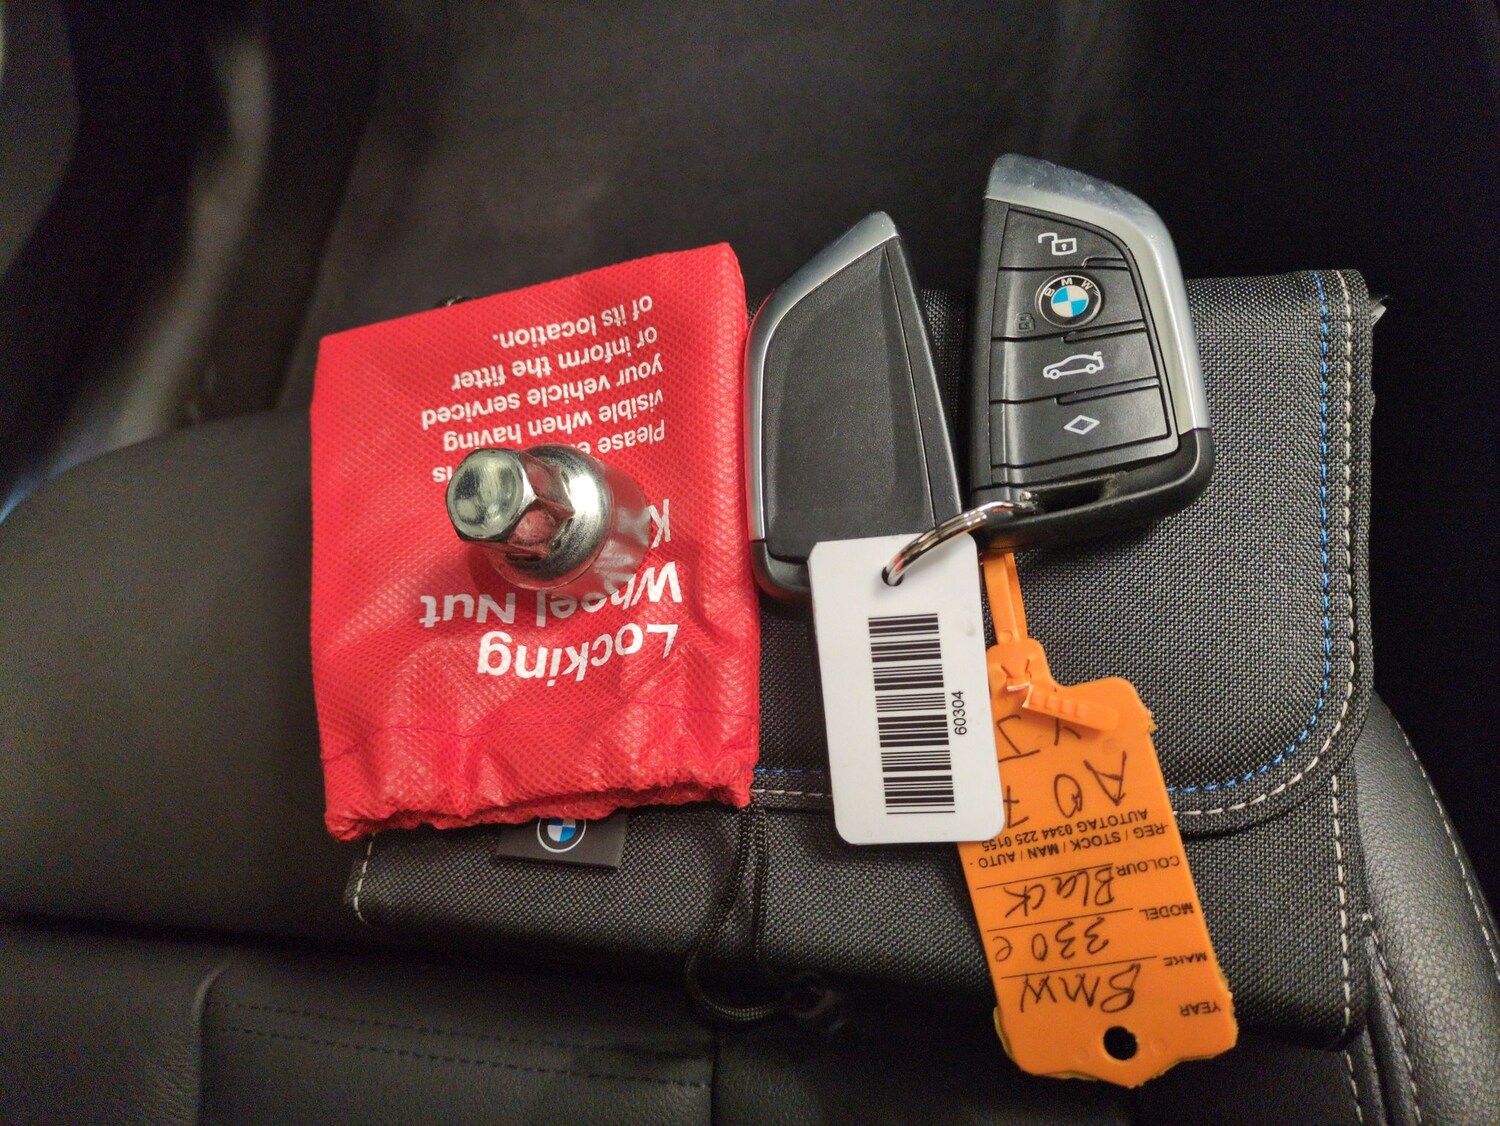 Locking
Wheel Nut
K
Please
visible when having
your vehicle serviced
or inform the fitter
of its location.
BMW
60304
YEAR
MAKE BMW
MODEL 330e
COLOUR Black
-REG / STOCK / MAN / AUTO-
AUTOTAG 0344 225 0155